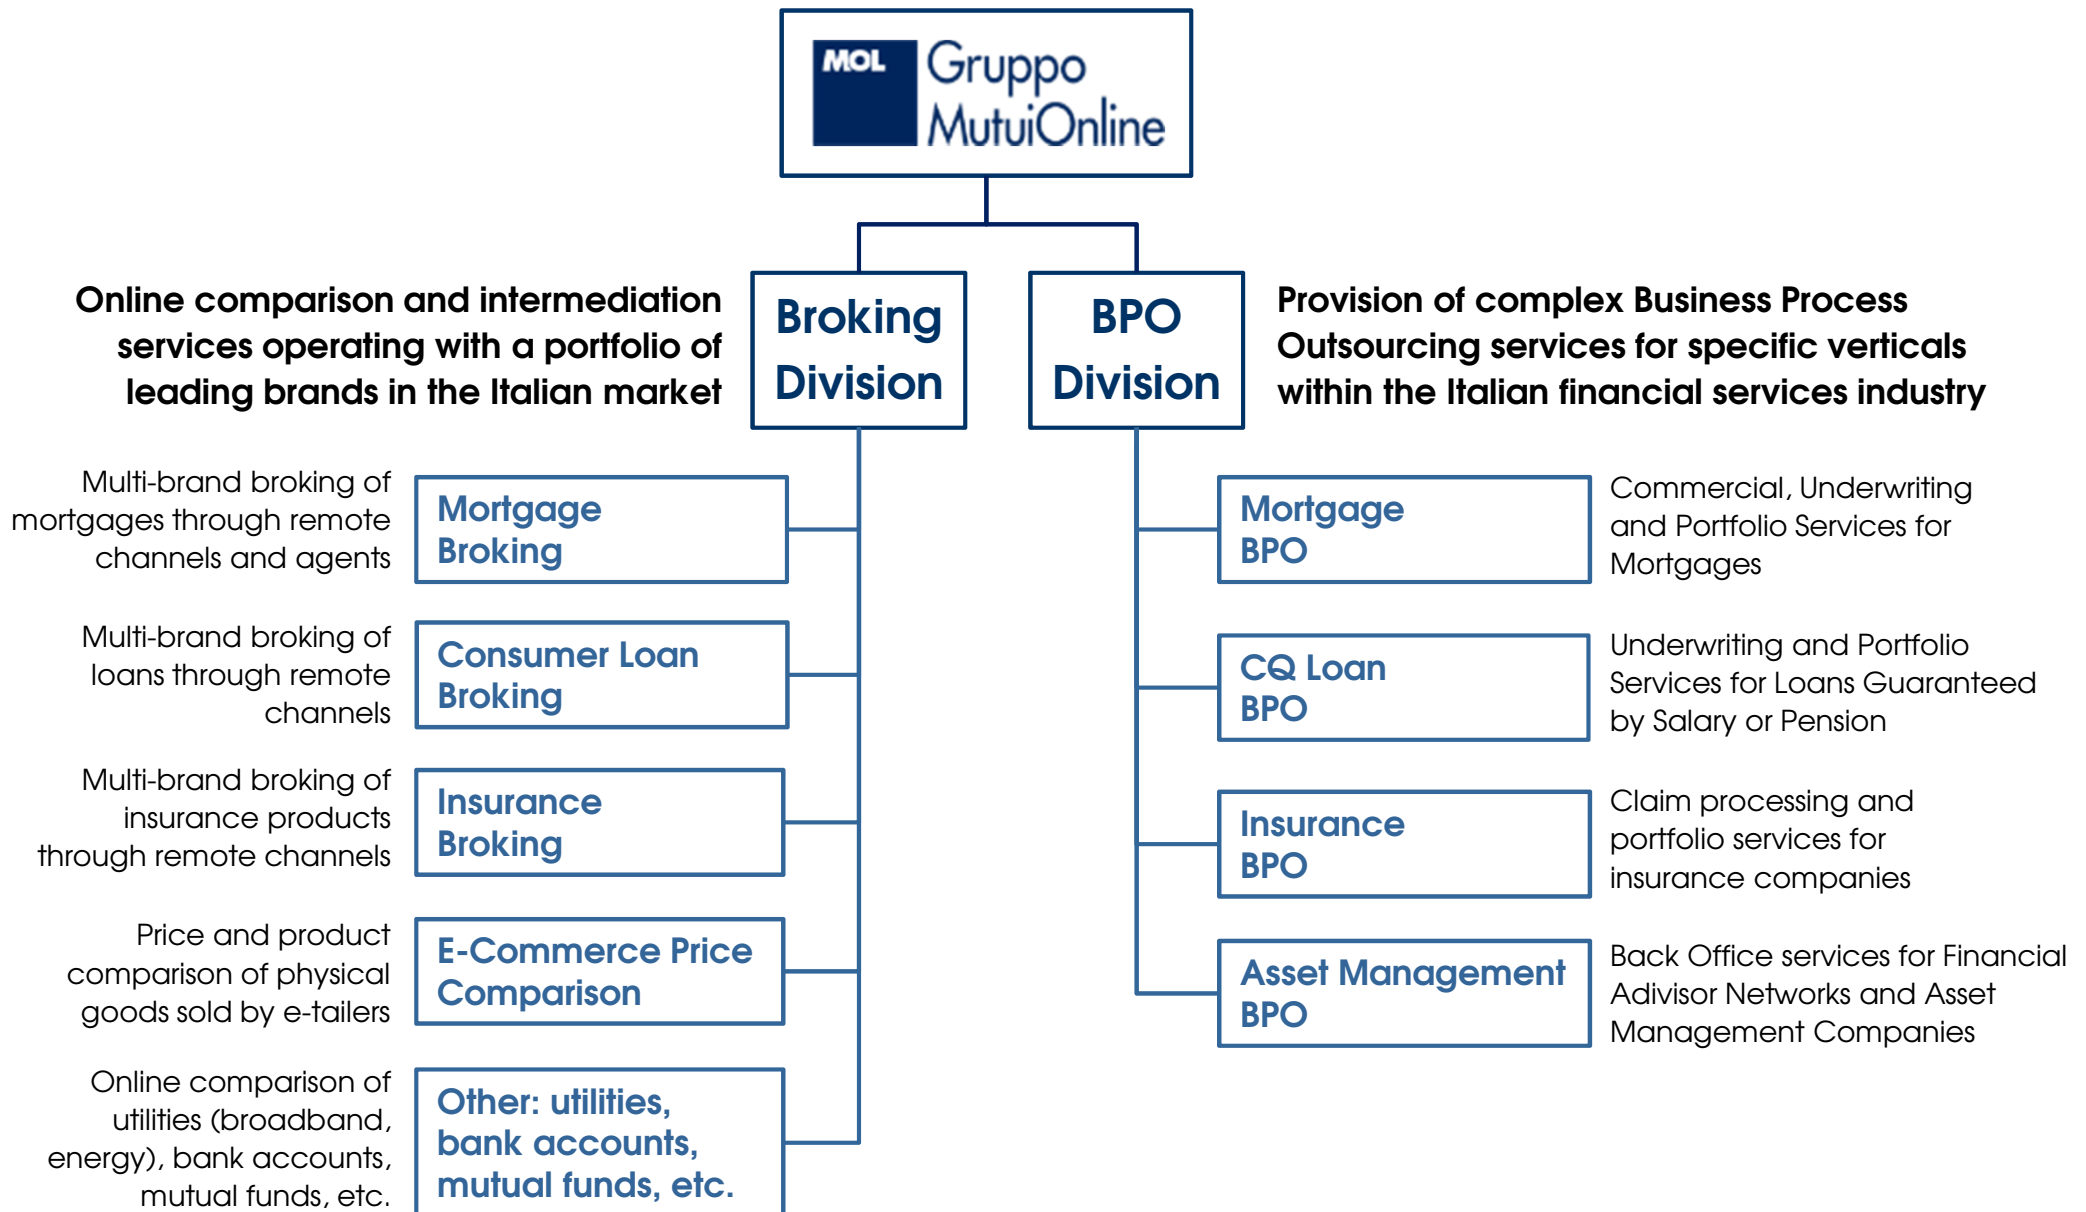 MOL
Gruppo
MutuiOnline
Online comparison and intermediation
services operating with a portfolio of
leading brands in the Italian market
Broking
Division
BPO
Division
Provision of complex Business Process
Outsourcing services for specific verticals
within the Italian financial services industry
Multi-brand broking of
mortgages through remote
channels and agents
Mortgage
Broking
Multi-brand broking of
loans through remote
channels
Consumer Loan
Broking
Multi-brand broking of
insurance products
through remote channels
Insurance
Broking
Price and product
comparison of physical
goods sold by e-tailers
E-Commerce Price
Comparison
Online comparison of
utilities (broadband,
energy), bank accounts,
mutual funds, etc.
Other: utilities,
bank accounts,
mutual funds, etc.
Mortgage
BPO
Commercial, Underwriting
and Portfolio Services for
Mortgages
CQ Loan
BPO
Underwriting and Portfolio
Services for Loans Guaranteed
by Salary or Pension
Insurance
BPO
Claim processing and
portfolio services for
insurance companies
Asset Management
BPO
Back Office services for Financial
Adivisor Networks and Asset
Management Companies